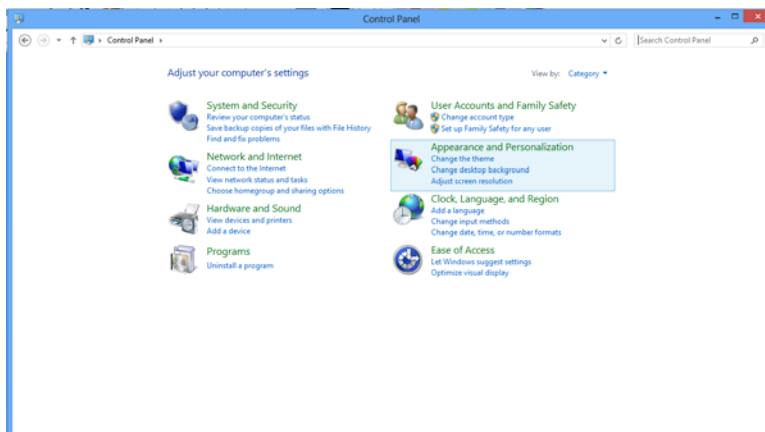 Control Panel
Control Panel
Search Control Panel
Adjust your computer's settings
View by: Category
System and Security
Review your computer's status
Save backup copies of your files with File History
Find and fix problems
Network and Internet
Connect to the Internet
View network status and tasks
Choose homegroup and sharing options
Hardware and Sound
View devices and printers
Add a device
Programs
Uninstall a program
User Accounts and Family Safety
Change account type
Set up Family Safety for any user
Appearance and Personalization
Change the theme
Change desktop background
Adjust screen resolution
Clock, Language, and Region
Add a language
Change input methods
Change date, time, or number formats
Ease of Access
Let Windows suggest settings
Optimize visual display